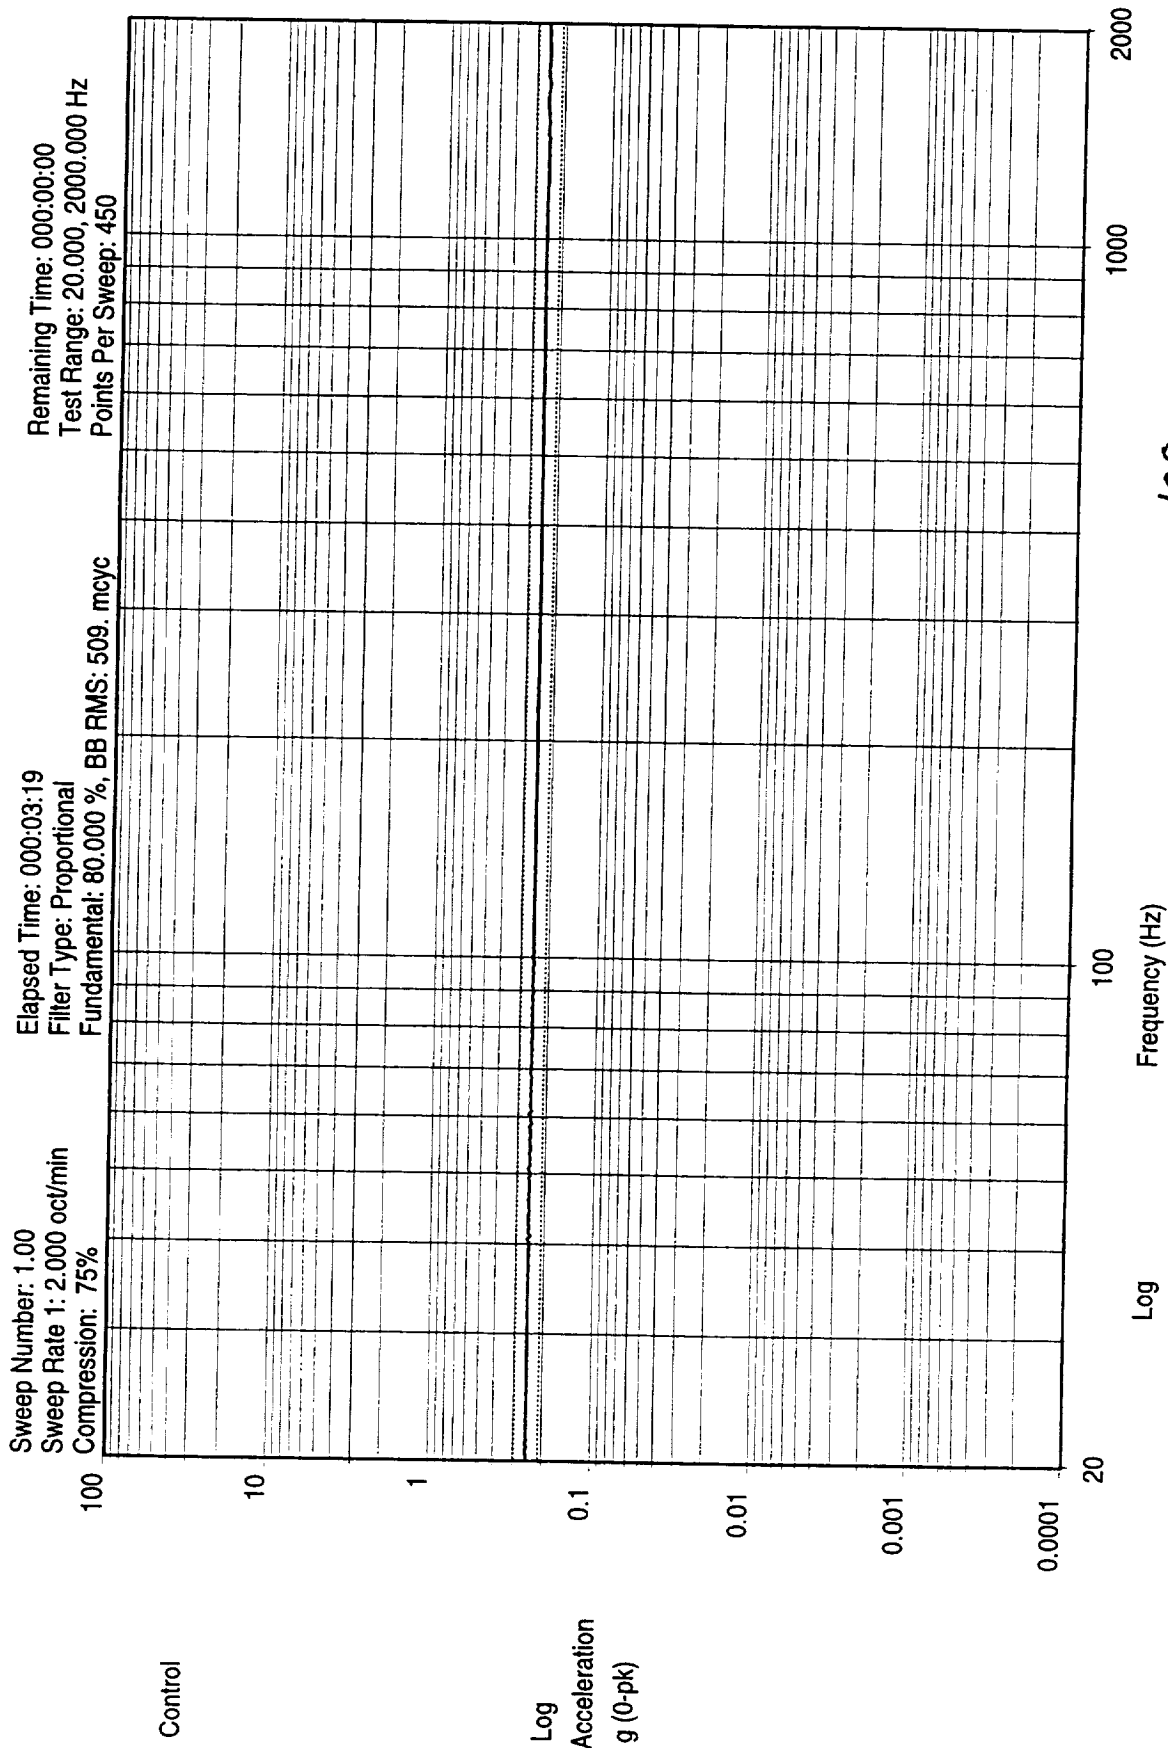 Sweep Number: 1.00
Sweep Rate 1: 2.000 oct/min
Compression: 75%
Elapsed Time: 000:03:19
Filter Type: Proportional
Fundamental: 80.000 %, BB RMS: 509. mcyc
Remaining Time: 000:00:00
Test Range: 20.000, 2000.000 Hz
Points Per Sweep: 450
Control
100
10
1
0.1
0.01
0.001
0.0001
Log
Acceleration
g (0-pk)
20
100
1000
2000
Log
Frequency (Hz)